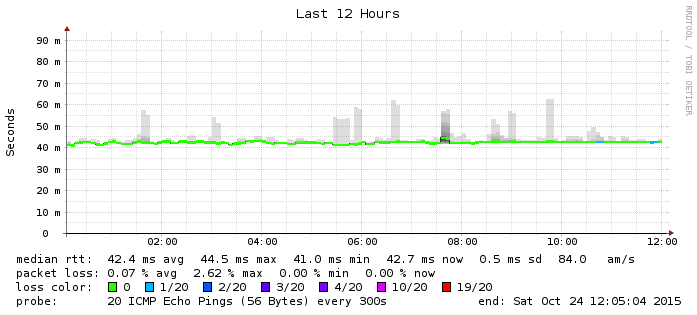 Last 12 Hours
RRDTOOL / TOBI OETIKER
Seconds
90 m
80 m
70 m
60 m
50 m
40 m
30 m
20 m
10 m
0
02:00 04:00 06:00 08:00 10:00 12:00
median rtt: 42.4 ms avg 44.5 ms max 41.0 ms min 42.7 ms now 0.5 ms sd 84.0 am/s
packet loss: 0.07 % avg 2.62 % max 0.00 % min 0.00 % now
loss color: 0 1/20 2/20 3/20 4/20 10/20 19/20
probe: 20 ICMP Echo Pings (56 Bytes) every 300s end: Sat Oct 24 12:05:04 2015